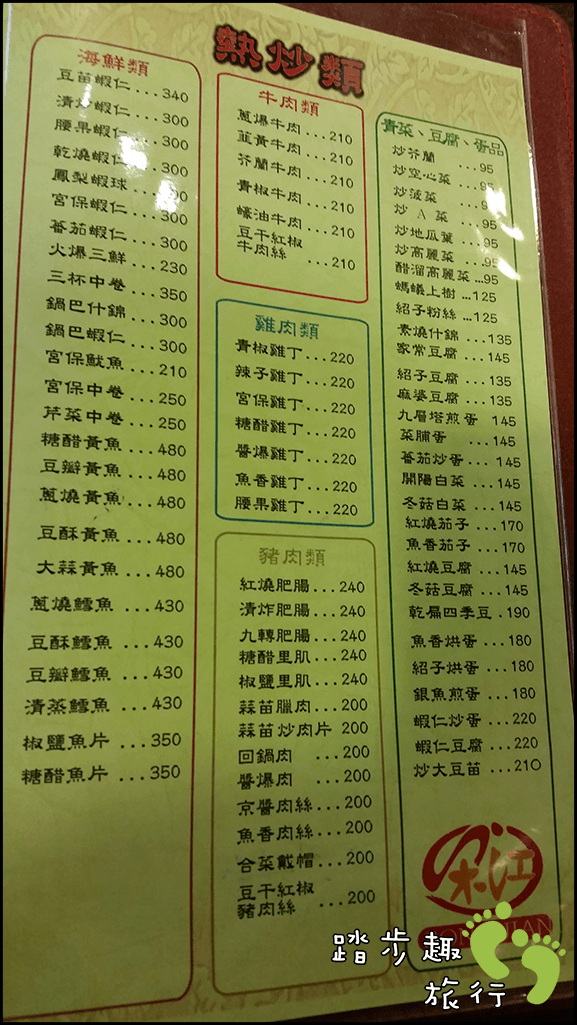 熱炒類
海鮮類
豆苗蝦仁...340
清炒蝦仁...300
腰果蝦仁...300
乾燒蝦仁...300
鳳梨蝦球...300
宮保蝦仁...300
蕃茄蝦仁...300
火爆三鮮...230
三杯中卷...350
鍋巴什錦...300
鍋巴蝦仁...300
宮保魷魚...210
宮保中卷...250
芹菜中卷...250
糖醋黃魚...480
豆瓣黃魚...480
蔥燒黃魚...480
豆酥黃魚...480
大蒜黃魚...480
蔥燒鱈魚...430
豆酥鱈魚...430
豆瓣鱈魚...430
清蒸鱈魚...430
椒鹽魚片...350
糖醋魚片...350
牛肉類
蔥爆牛肉...210
韮黃牛肉...210
芥蘭牛肉...210
青椒牛肉...210
蠔油牛肉...210
豆干紅椒
牛肉絲...210
雞肉類
青椒雞丁...220
辣子雞丁...220
宮保雞丁...220
糖醋雞丁...220
醬爆雞丁...220
魚香雞丁...220
腰果雞丁...220
豬肉類
紅燒肥腸...240
清炸肥腸...240
九轉肥腸...240
糖醋里肌...240
椒鹽里肌...240
蒜苗臘肉...200
蒜苗炒肉片 200
回鍋肉 ...200
醬爆肉 ...200
京醬肉絲...200
魚香肉絲...200
合菜戴帽...200
豆干紅椒
豬肉絲 ...200
青菜、豆腐、蛋品
炒芥蘭 ...95
炒空心菜 ...95
炒菠菜 ...95
炒 A 菜 ...95
炒地瓜葉 ...95
炒高麗菜 ...95
醋溜高麗菜...95
螞蟻上樹...125
紹子粉絲...125
素燒什錦...135
家常豆腐...145
紹子豆腐...135
麻婆豆腐...135
九層塔煎蛋 145
菜脯蛋 ...145
蕃茄炒蛋...145
開陽白菜...145
冬菇白菜...145
紅燒茄子...170
魚香茄子...170
紅燒豆腐...145
冬菇豆腐...145
乾扁四季豆.190
魚香烘蛋...180
紹子烘蛋...180
銀魚煎蛋...180
蝦仁炒蛋...220
蝦仁豆腐...220
炒大豆苗...210
宋江
踏步趣
旅行